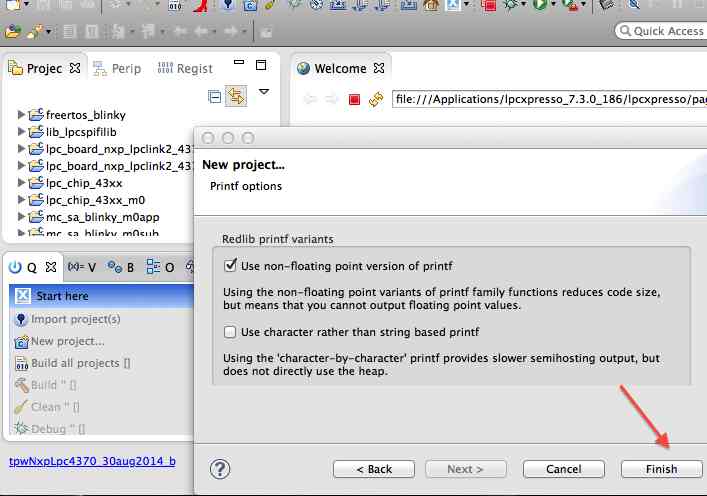 Quick Access
Projec
Perip
Regist
Welcome
file:///Applications/lpcxpresso_7.3.0_186/lpcxpresso/pag
freertos_blinky
lib_lpcspifilib
lpc_board_nxp_lpclink2_437
lpc_board_nxp_lpclink2_437
lpc_chip_43xx
lpc_chip_43xx_m0
mc_sa_blinky_m0app
mc_sa_blinky_m0sub
New project...
Printf options
Redlib printf variants
Use non-floating point version of printf
Using the non-floating point variants of printf family functions reduces code size,
but means that you cannot output floating point values.
Use character rather than string based printf
Using the 'character-by-character' printf provides slower semihosting output, but
does not directly use the heap.
Q
(x)= V
B
O
Start here
Import project(s)
New project...
Build all projects []
Build '' []
Clean '' []
Debug '' []
tpwNxpLpc4370_30aug2014_b
?
< Back
Next >
Cancel
Finish